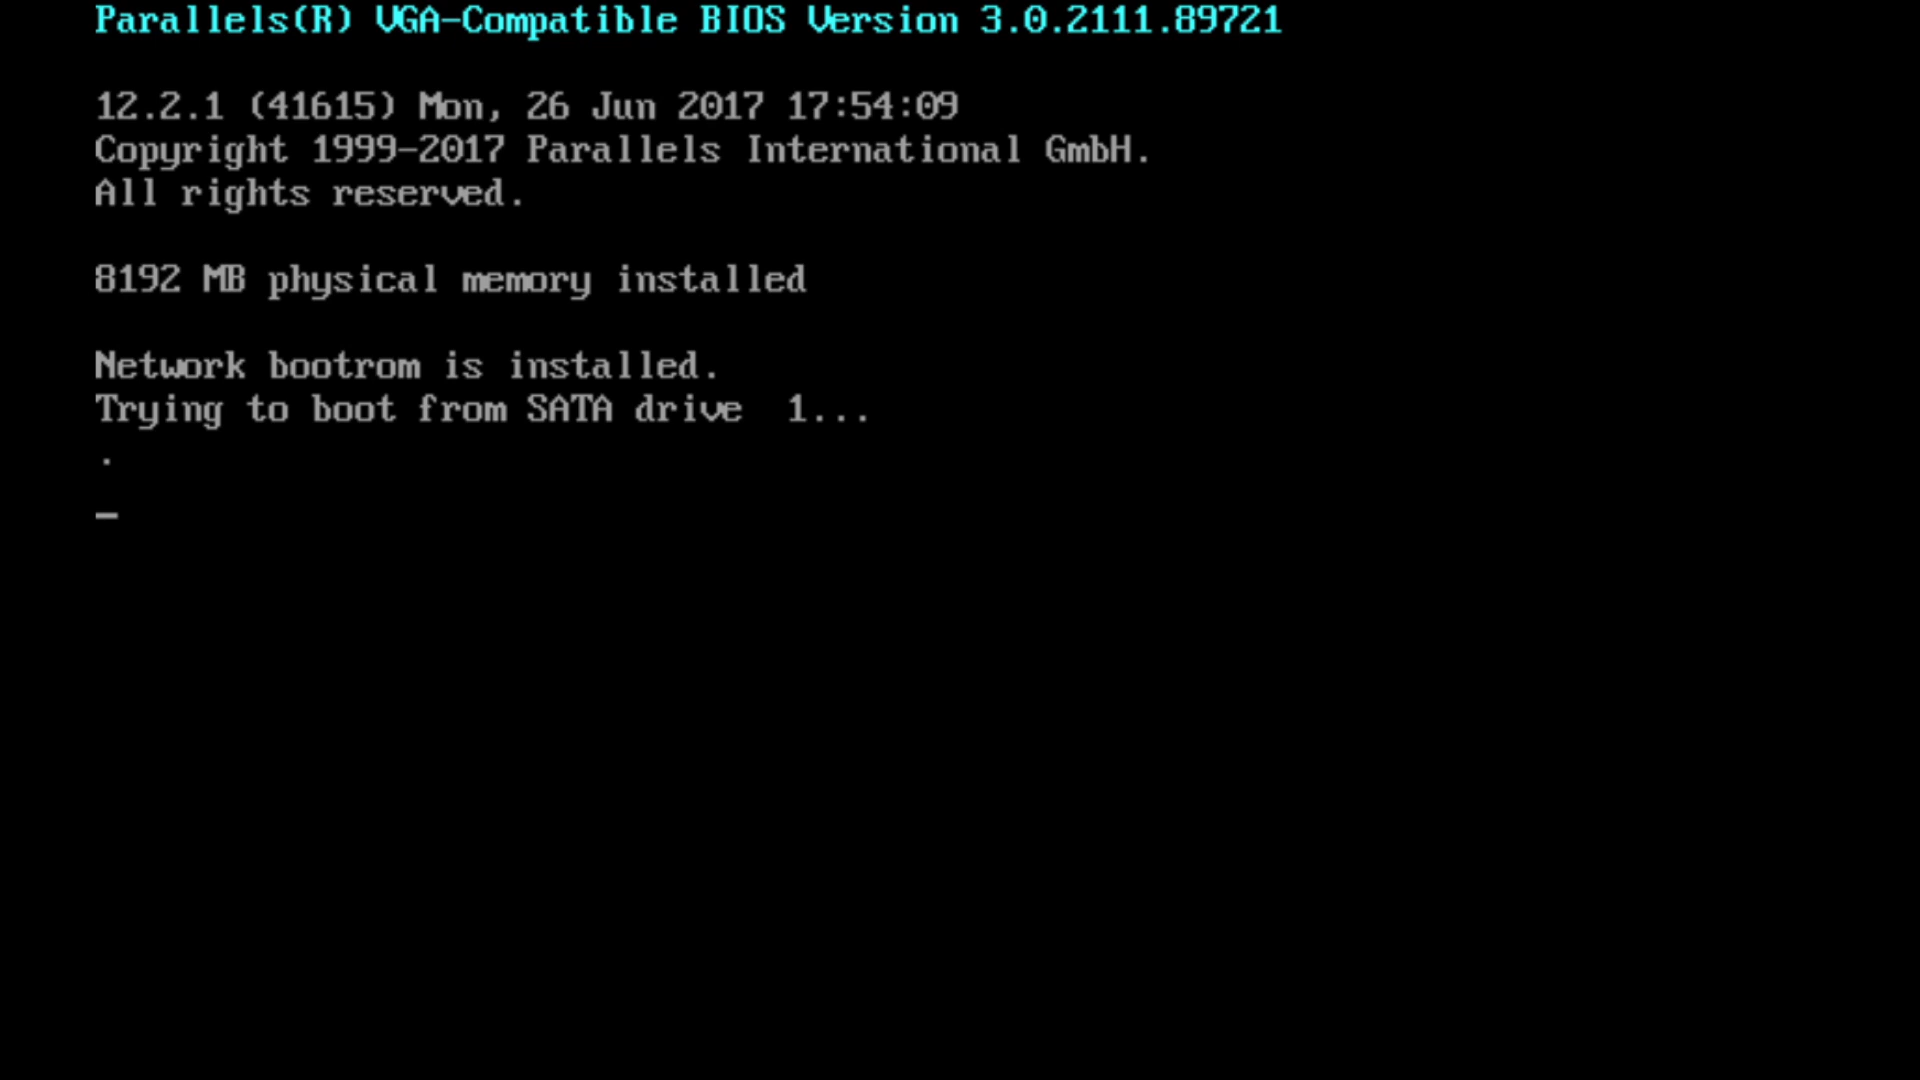 Parallels(R) VGA-Compatible BIOS Version 3.0.2111.89721
12.2.1 (41615) Mon, 26 Jun 2017 17:54:09
Copyright 1999-2017 Parallels International GmbH.
All rights reserved.
8192 MB physical memory installed
Network bootrom is installed.
Trying to boot from SATA drive  1...
.
_